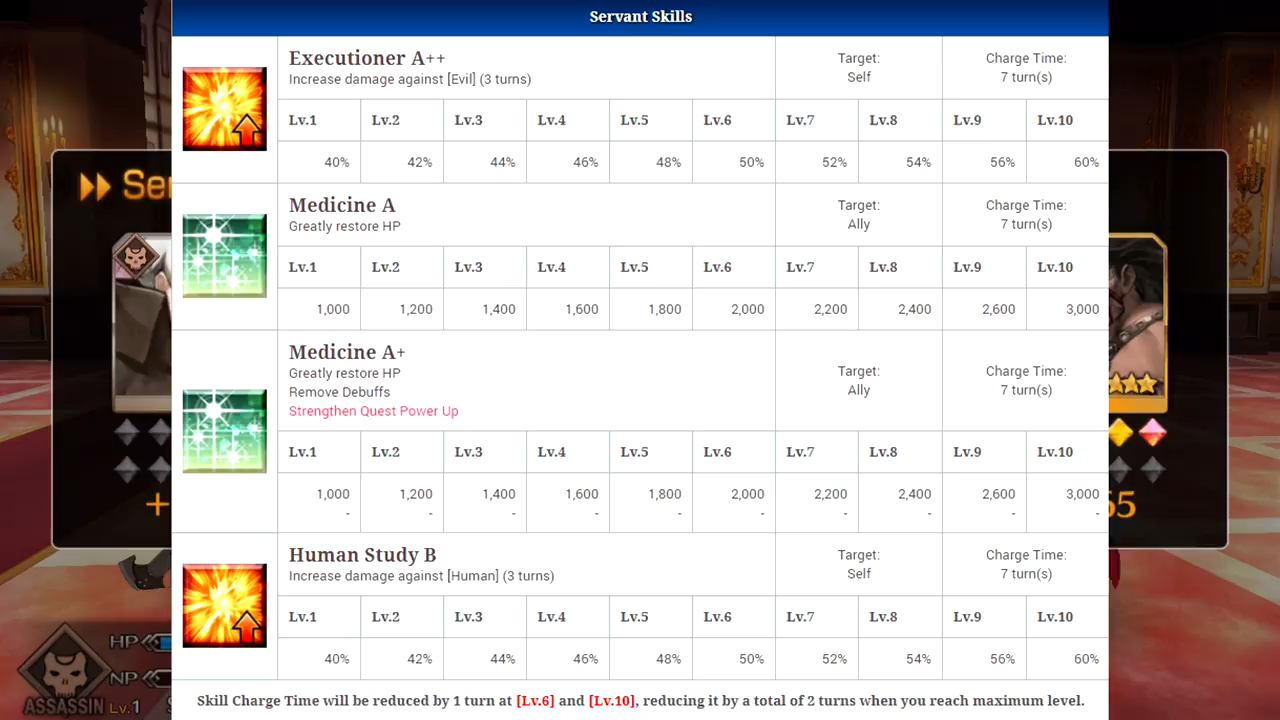 Servant Skills
Executioner A++
Increase damage against [Evil] (3 turns)
Target:
Self
Charge Time:
7 turn(s)
Lv.1 Lv.2 Lv.3 Lv.4 Lv.5 Lv.6 Lv.7 Lv.8 Lv.9 Lv.10
40% 42% 44% 46% 48% 50% 52% 54% 56% 60%
Medicine A
Greatly restore HP
Target:
Ally
Charge Time:
7 turn(s)
Lv.1 Lv.2 Lv.3 Lv.4 Lv.5 Lv.6 Lv.7 Lv.8 Lv.9 Lv.10
1,000 1,200 1,400 1,600 1,800 2,000 2,200 2,400 2,600 3,000
Medicine A+
Greatly restore HP
Remove Debuffs
Strengthen Quest Power Up
Target:
Ally
Charge Time:
7 turn(s)
Lv.1 Lv.2 Lv.3 Lv.4 Lv.5 Lv.6 Lv.7 Lv.8 Lv.9 Lv.10
1,000 1,200 1,400 1,600 1,800 2,000 2,200 2,400 2,600 3,000
- - - - - - - - - -
Human Study B
Increase damage against [Human] (3 turns)
Target:
Self
Charge Time:
7 turn(s)
Lv.1 Lv.2 Lv.3 Lv.4 Lv.5 Lv.6 Lv.7 Lv.8 Lv.9 Lv.10
40% 42% 44% 46% 48% 50% 52% 54% 56% 60%
Skill Charge Time will be reduced by 1 turn at [Lv.6] and [Lv.10], reducing it by a total of 2 turns when you reach maximum level.
Ser
+
55
HP
NP
ASSASSIN Lv.1